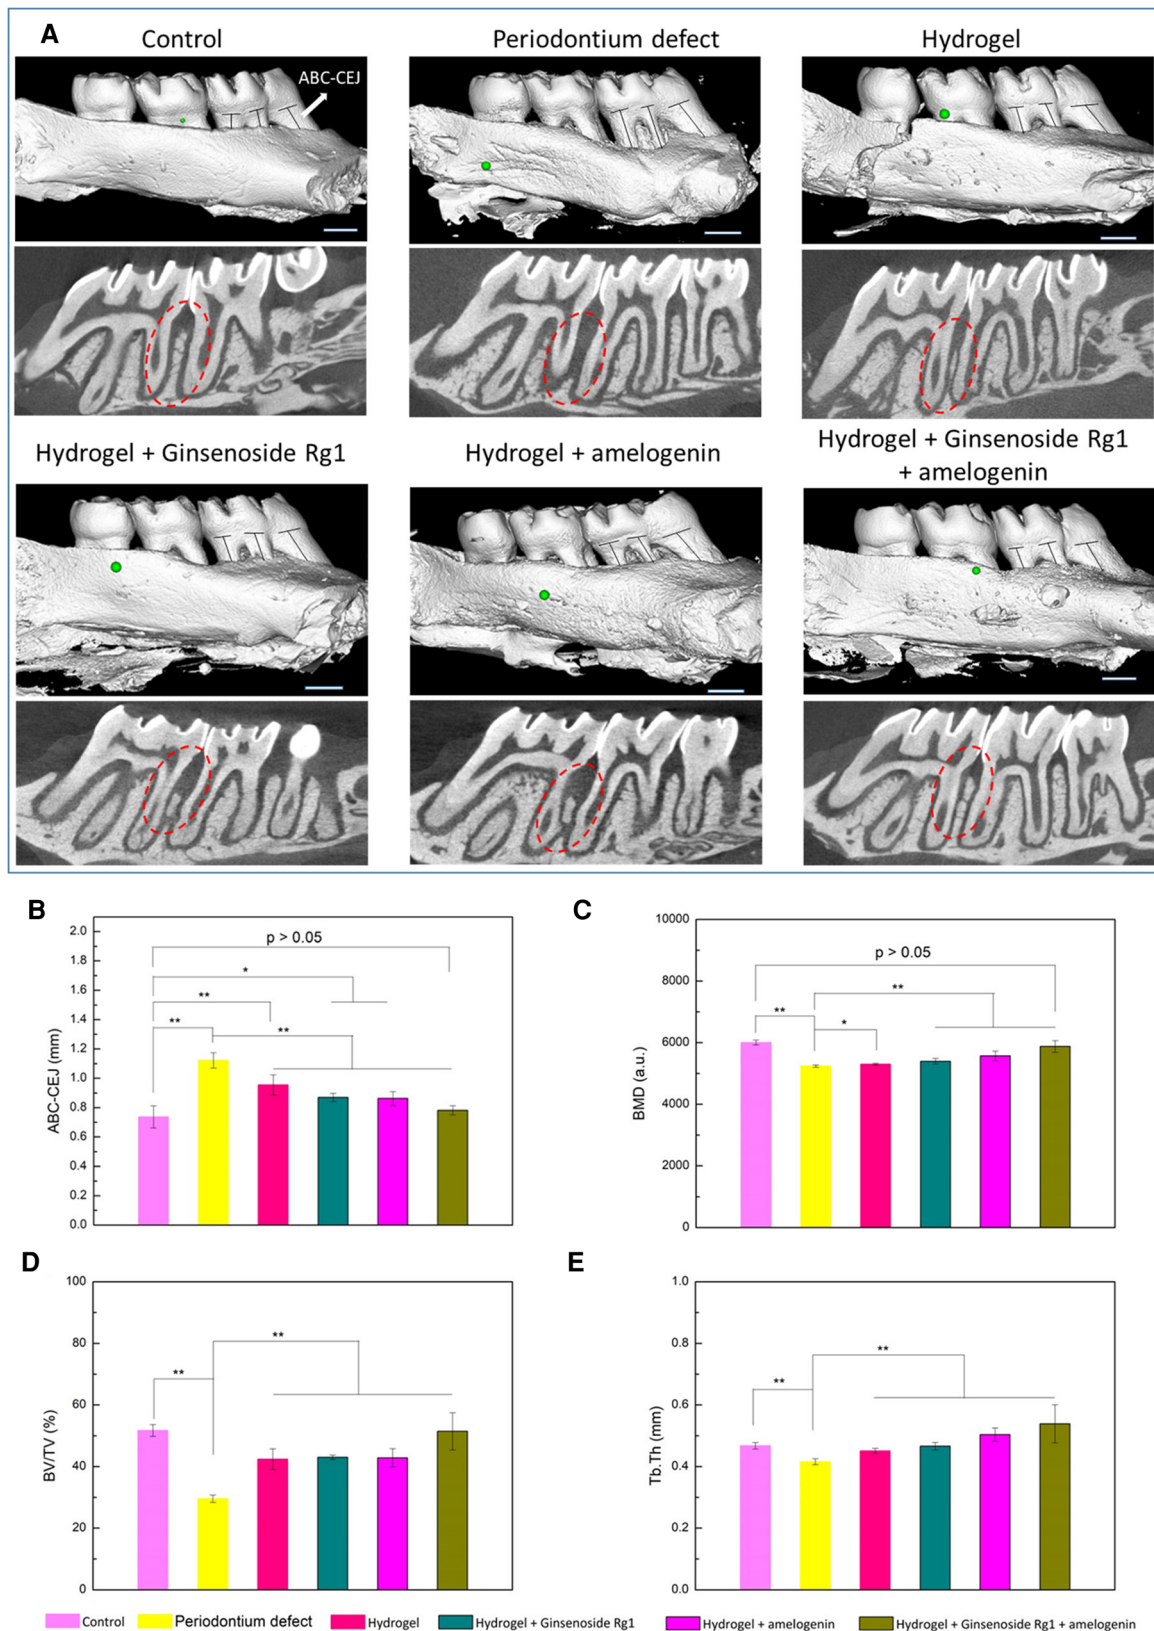 A
Control
Periodontium defect
Hydrogel
ABC-CEJ
Hydrogel + Ginsenoside Rg1
Hydrogel + amelogenin
Hydrogel + Ginsenoside Rg1
+ amelogenin
B
2.0
1.8
1.6
1.4
1.2
1.0
0.8
0.6
0.4
0.2
0.0
ABC-CEJ (mm)
p > 0.05
*
**
**
**
C
10000
8000
6000
4000
2000
0
BMD (a.u.)
p > 0.05
**
**
*
D
100
80
60
40
20
0
BV/TV (%)
**
**
E
1.0
0.8
0.6
0.4
0.2
0.0
Tb.Th (mm)
**
**
Control
Periodontium defect
Hydrogel
Hydrogel + Ginsenoside Rg1
Hydrogel + amelogenin
Hydrogel + Ginsenoside Rg1 + amelogenin